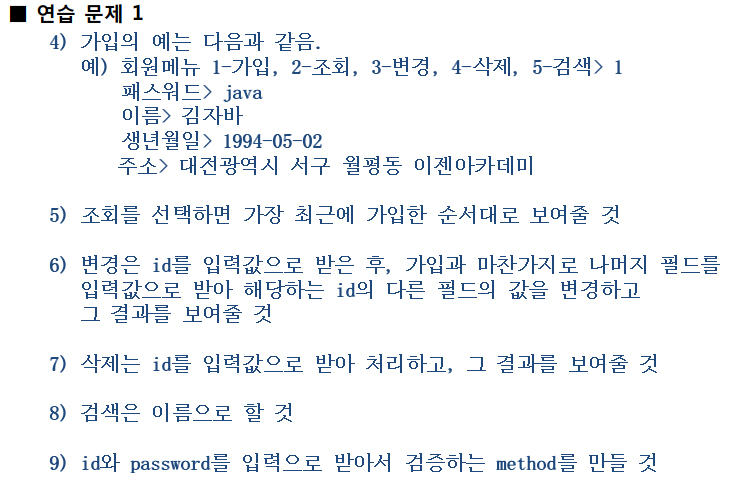 ■ 연습 문제 1
4) 가입의 예는 다음과 같음.
예) 회원메뉴 1-가입, 2-조회, 3-변경, 4-삭제, 5-검색> 1
패스워드> java
이름> 김자바
생년월일> 1994-05-02
주소> 대전광역시 서구 월평동 이젠아카데미
5) 조회를 선택하면 가장 최근에 가입한 순서대로 보여줄 것
6) 변경은 id를 입력값으로 받은 후, 가입과 마찬가지로 나머지 필드를
입력값으로 받아 해당하는 id의 다른 필드의 값을 변경하고
그 결과를 보여줄 것
7) 삭제는 id를 입력값으로 받아 처리하고, 그 결과를 보여줄 것
8) 검색은 이름으로 할 것
9) id와 password를 입력으로 받아서 검증하는 method를 만들 것